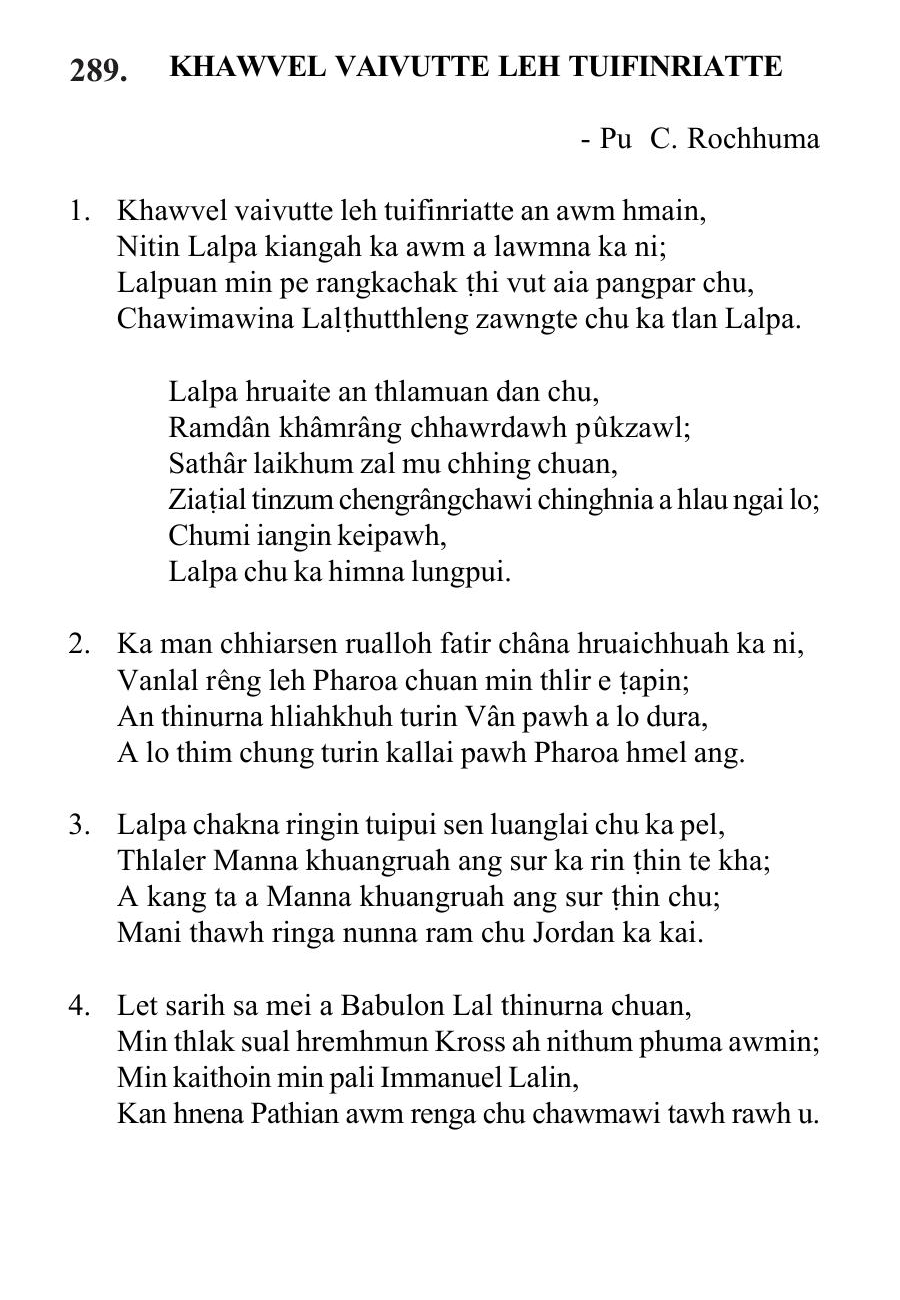 289. KHAWVEL VAIVUTTE LEH TUIFINRIATTE
- Pu C. Rochhuma
1. Khawvel vaivutte leh tuifinriatte an awm hmain,
Nitin Lalpa kiangah ka awm a lawmna ka ni;
Lalpuan min pe rangkachak ṭhi vut aia pangpar chu,
Chawimawina Lalṭhutthleng zawngte chu ka tlan Lalpa.
Lalpa hruaite an thlamuan dan chu,
Ramdân khâmrâng chhawrdawh pûkzawl;
Sathâr laikhum zal mu chhing chuan,
Ziaṭial tinzum chengrângchawi chinghnia a hlau ngai lo;
Chumi iangin keipawh,
Lalpa chu ka himna lungpui.
2. Ka man chhiarsen rualloh fatir châna hruaichhuah ka ni,
Vanlal rêng leh Pharoa chuan min thlir e ṭapin;
An thinurna hliahkhuh turin Vân pawh a lo dura,
A lo thim chung turin kallai pawh Pharoa hmel ang.
3. Lalpa chakna ringin tuipui sen luanglai chu ka pel,
Thlaler Manna khuangruah ang sur ka rin ṭhin te kha;
A kang ta a Manna khuangruah ang sur ṭhin chu;
Mani thawh ringa nunna ram chu Jordan ka kai.
4. Let sarih sa mei a Babulon Lal thinurna chuan,
Min thlak sual hremhmun Kross ah nithum phuma awmin;
Min kaithoin min pali Immanuel Lalin,
Kan hnena Pathian awm renga chu chawmawi tawh rawh u.